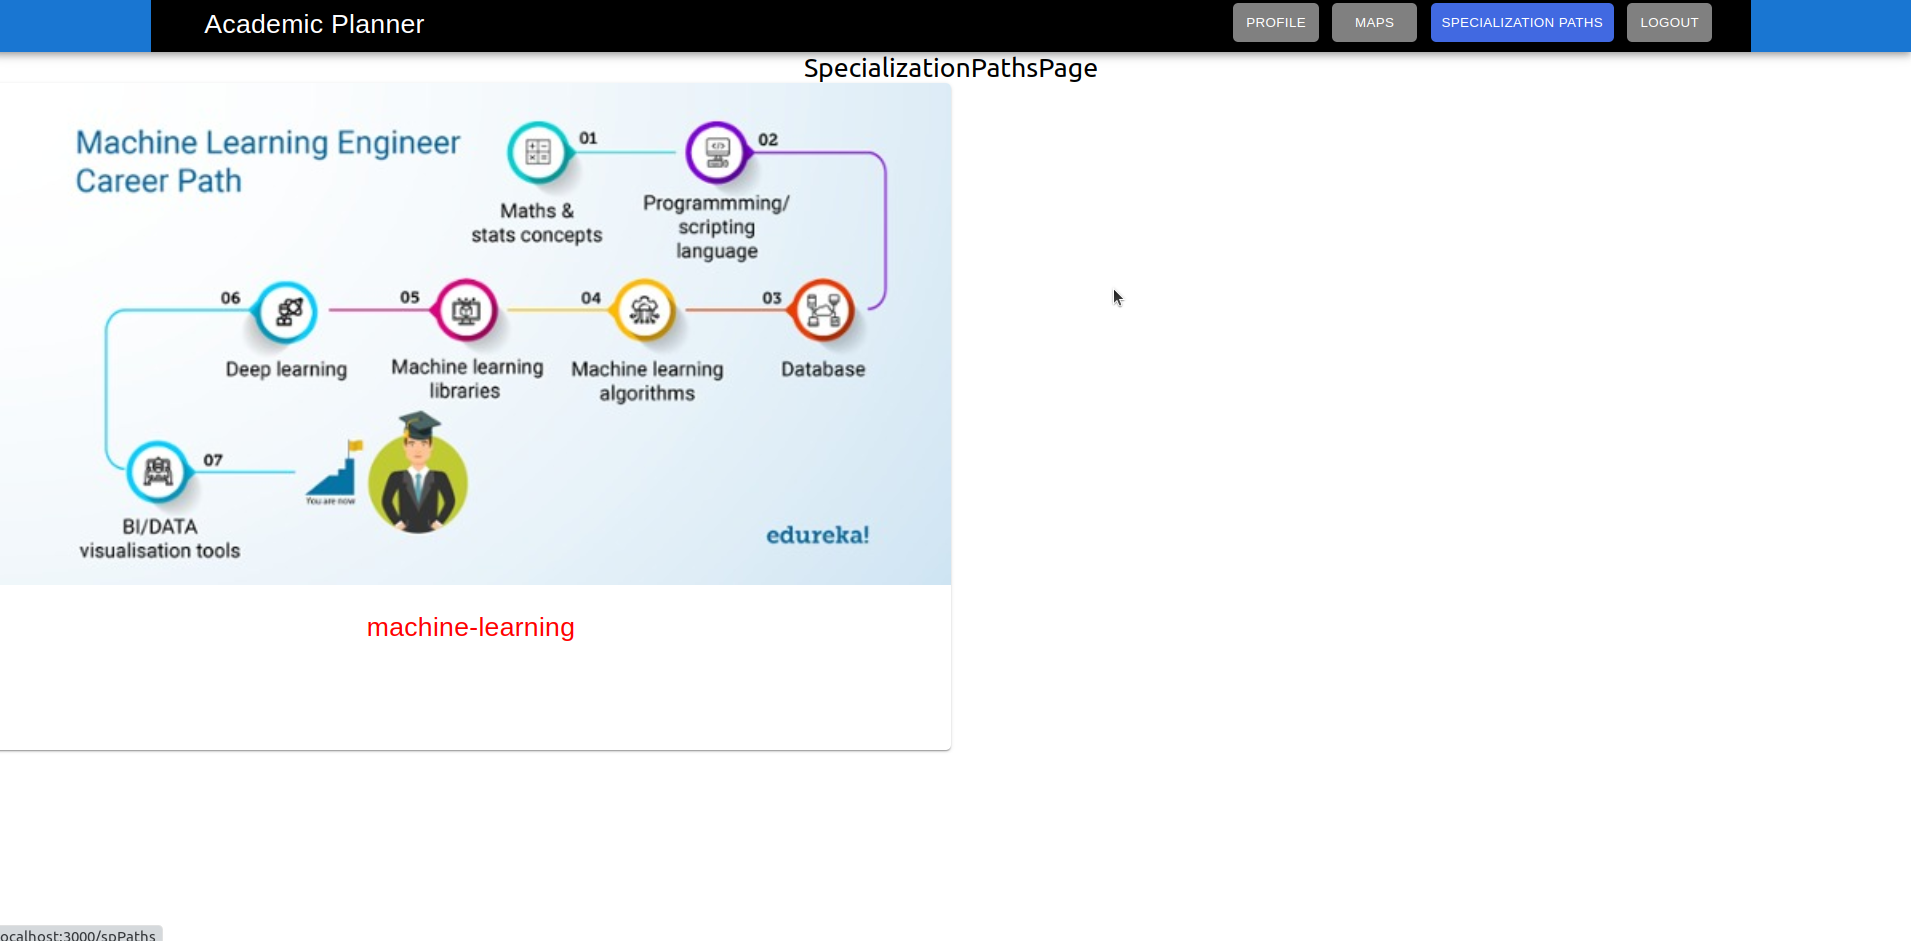 Academic Planner
PROFILE
MAPS
SPECIALIZATION PATHS
LOGOUT
SpecializationPathsPage
Machine Learning Engineer
Career Path
01
Maths &
stats concepts
02
Programmming/
scripting
language
03
Database
04
Machine learning
algorithms
05
Machine learning
libraries
06
Deep learning
07
BI/DATA
visualisation tools
You are now
edureka!
machine-learning
ocalhost:3000/spPaths